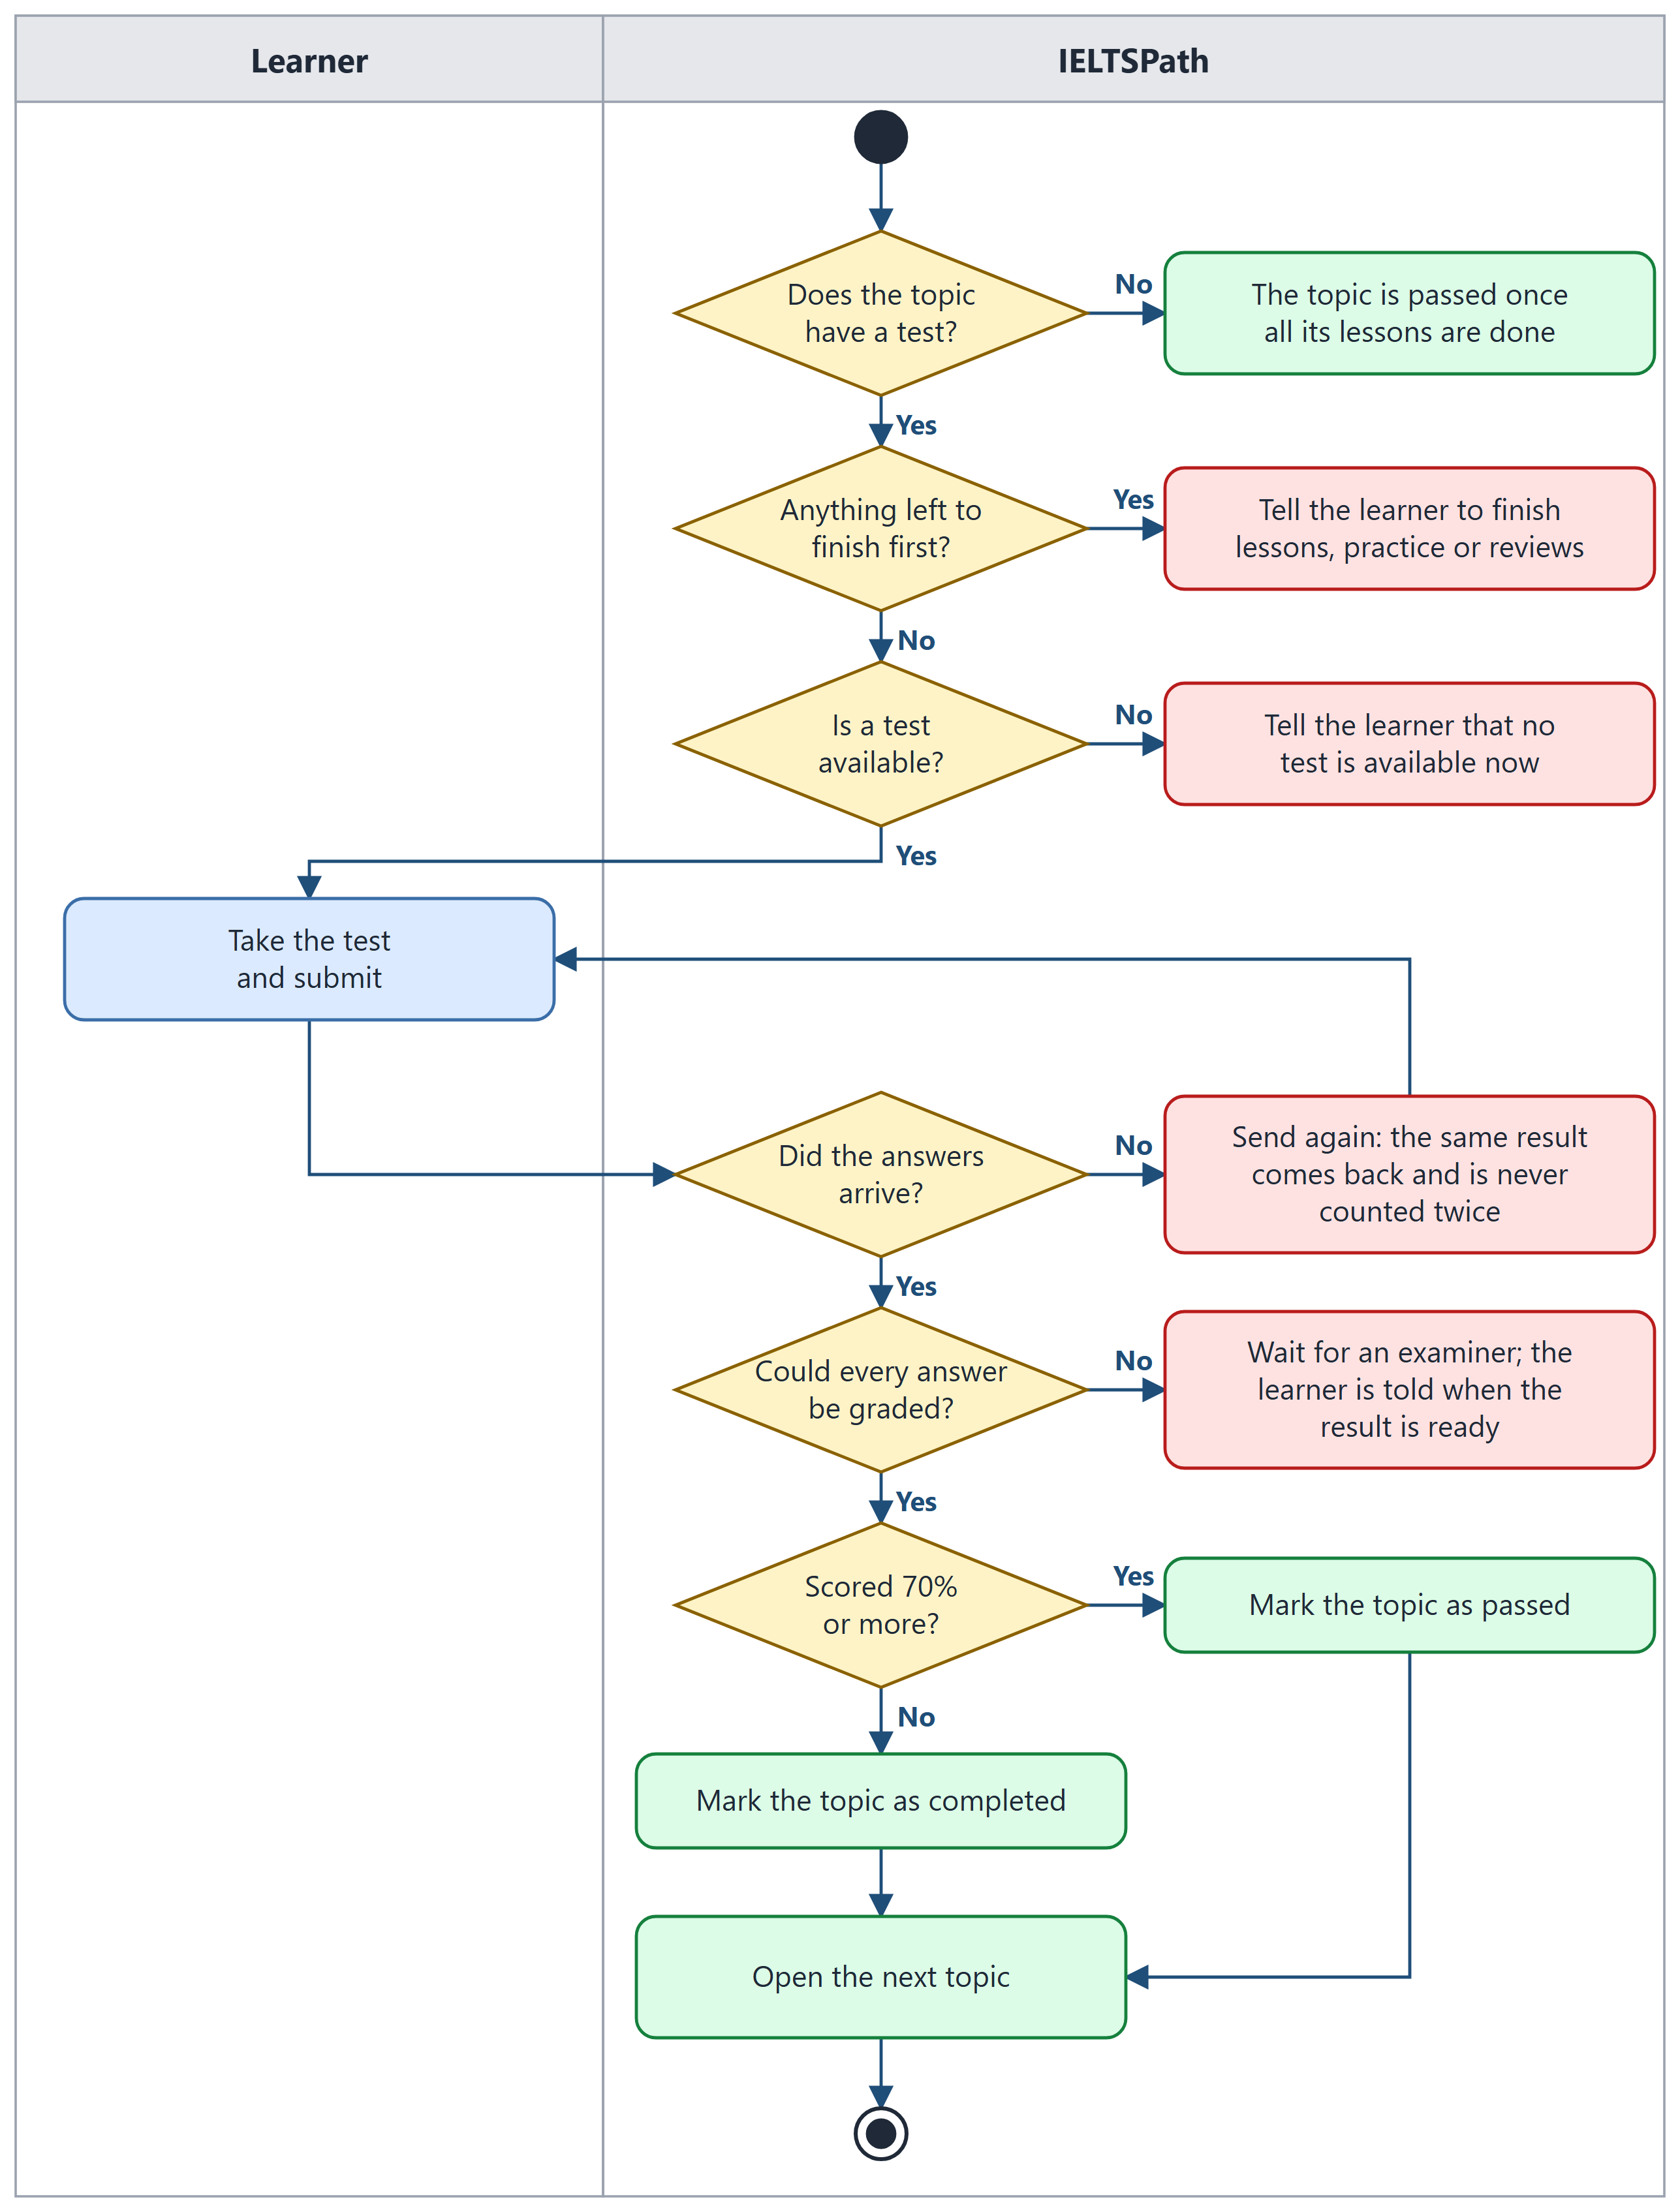 Learner
IELTSPath
Does the topic
have a test?
No
The topic is passed once
all its lessons are done
Yes
Anything left to
finish first?
Yes
Tell the learner to finish
lessons, practice or reviews
No
Is a test
available?
No
Tell the learner that no
test is available now
Yes
Take the test
and submit
Did the answers
arrive?
No
Send again: the same result
comes back and is never
counted twice
Yes
Could every answer
be graded?
No
Wait for an examiner; the
learner is told when the
result is ready
Yes
Scored 70%
or more?
Yes
Mark the topic as passed
No
Mark the topic as completed
Open the next topic